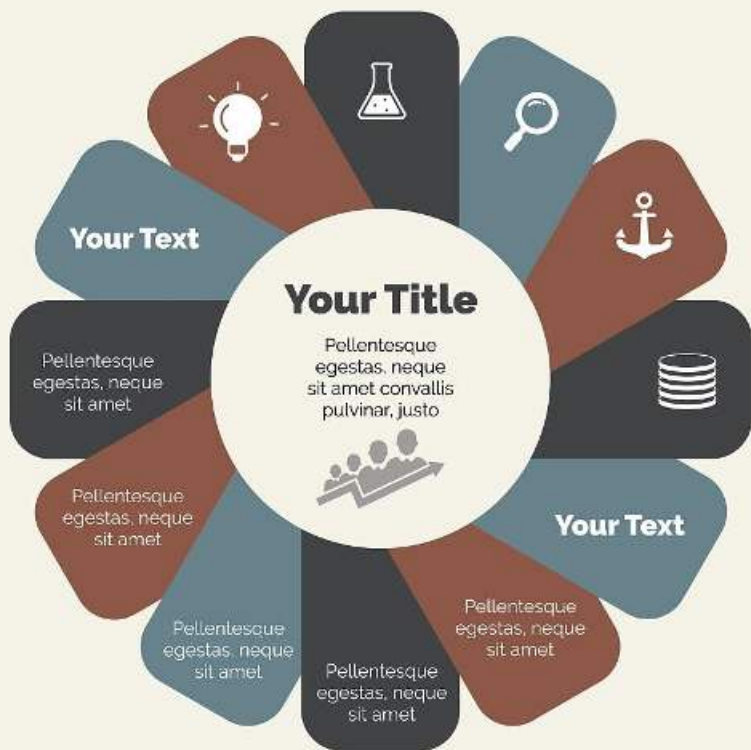 Your Text
Your Title
Pellentesque
egestas, neque
sit amet convallis
pulvinar, justo
Pellentesque
egestas, neque
sit amet
Pellentesque
egestas, neque
sit amet
Your Text
Pellentesque
egestas, neque
sit amet
Pellentesque
egestas, neque
sit amet
Pellentesque
egestas, neque
sit amet